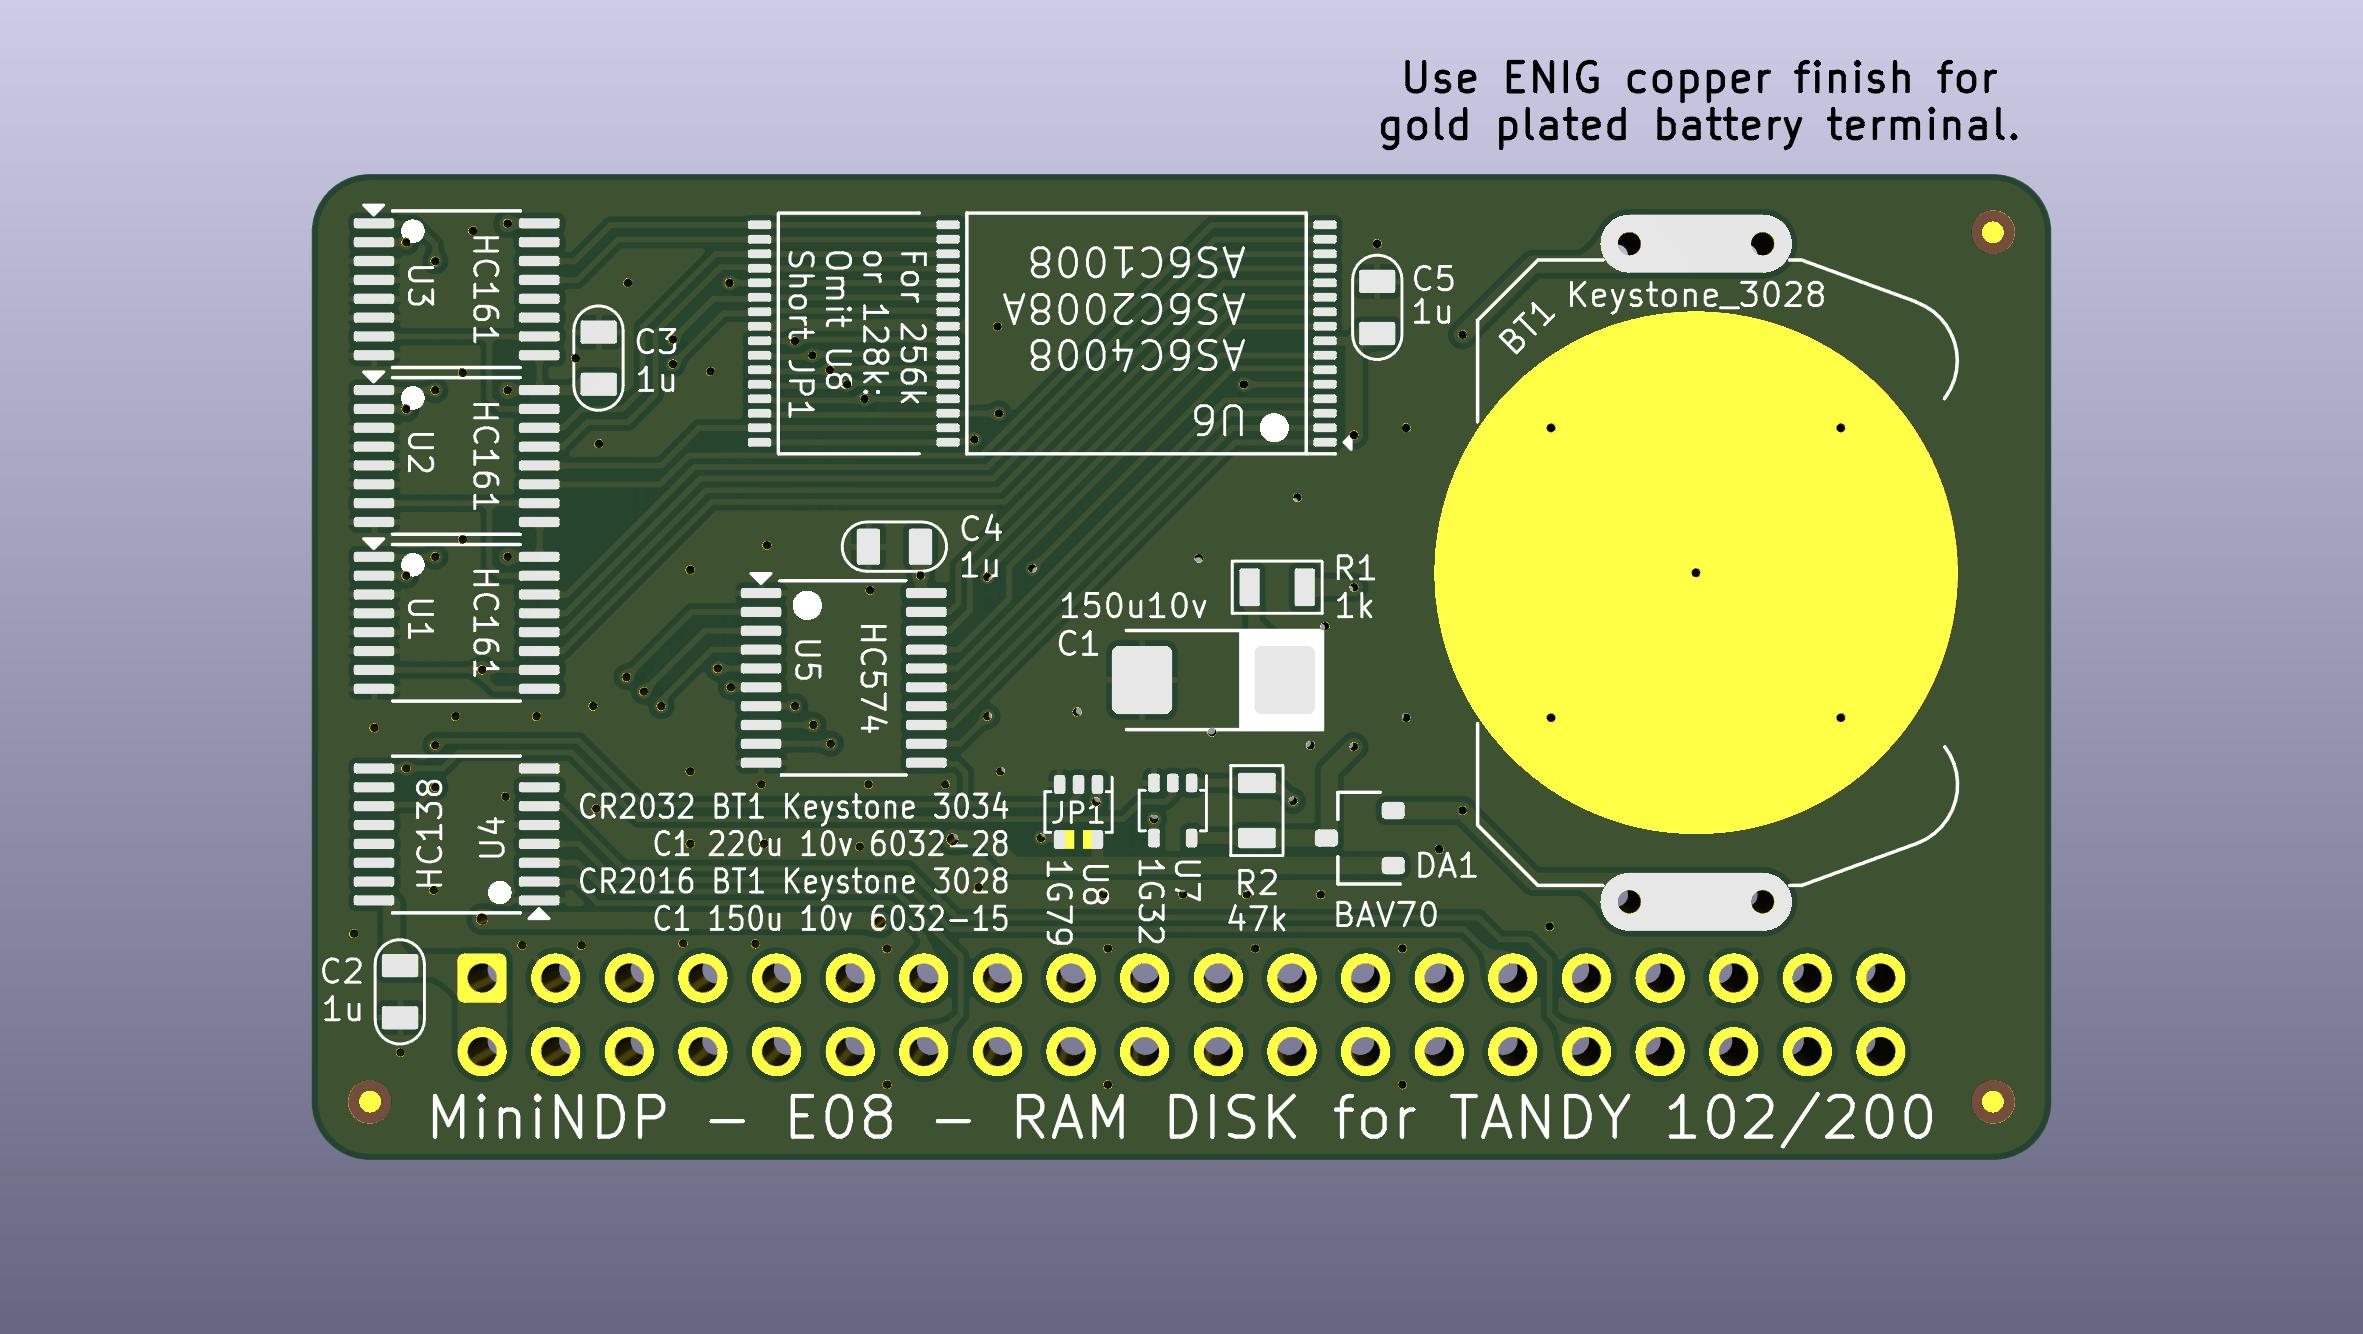 Use ENIG copper finish for
gold plated battery terminal.
U3
HC161
U2
HC161
U1
HC161
C3
1u
For 256k
or 128k:
Omit U8
Short JP1
AS6C1008
AS6C2008A
AS6C4008
U6
C5
1u
BT1
Keystone_3028
C4
1u
U5
HC574
150u10v
C1
R1
1k
HC138
U4
CR2032 BT1 Keystone 3034
C1 220u 10v 6032-28
CR2016 BT1 Keystone 3028
C1 150u 10v 6032-15
JP1
U8
1G79
U7
1G32
R2
47k
DA1
BAV70
C2
1u
MiniNDP - E08 - RAM DISK for TANDY 102/200